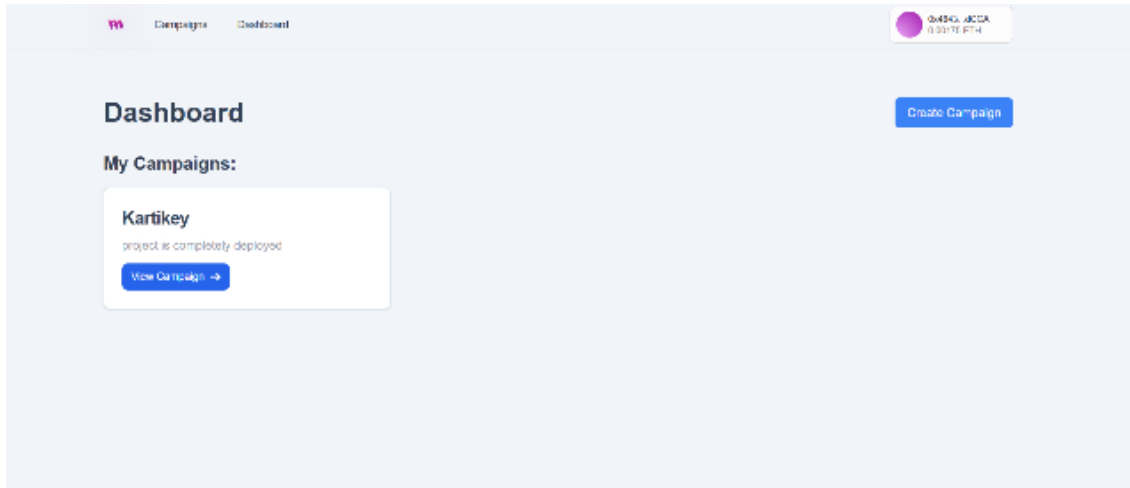 Campaigns Dashboard
Dashboard
Create Campaign
My Campaigns:
Kartikey
project is completely deployed
View Campaign →